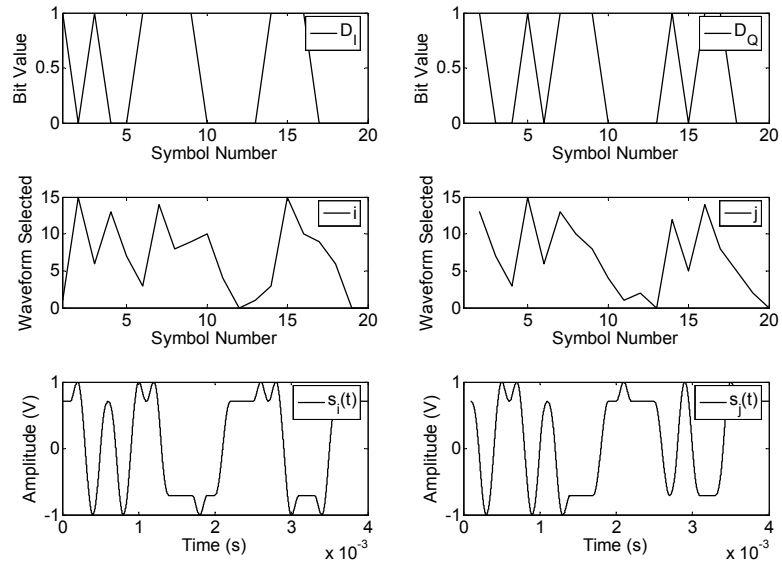 Bit Value
1
0.5
0
5
10
15
20
Symbol Number
D_I
Bit Value
1
0.5
0
5
10
15
20
Symbol Number
D_Q
Waveform Selected
15
10
5
0
5
10
15
20
Symbol Number
i
Waveform Selected
15
10
5
0
5
10
15
20
Symbol Number
j
Amplitude (V)
1
0
-1
0
1
2
3
4
Time (s)
x 10^-3
s_i(t)
Amplitude (V)
1
0
-1
0
1
2
3
4
Time (s)
x 10^-3
s_j(t)